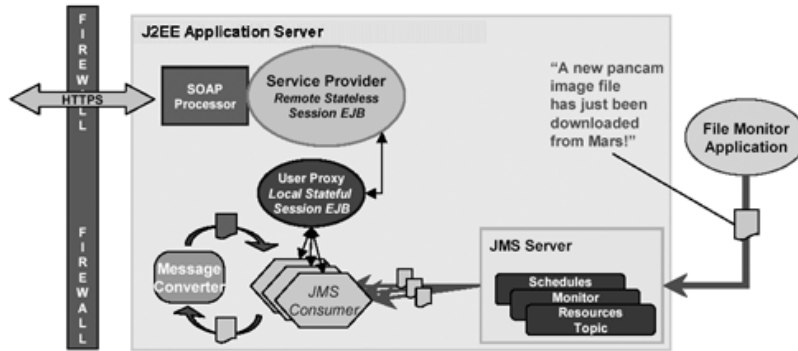 FIREWALL
FIREWALL
HTTPS
J2EE Application Server
SOAP
Processor
Service Provider
Remote Stateless
Session EJB
"A new pancam
image file
has just been
downloaded
from Mars!"
File Monitor
Application
User Proxy
Local Stateful
Session EJB
Message
Converter
JMS
Consumer
JMS Server
Schedules
Monitor
Resources
Topic